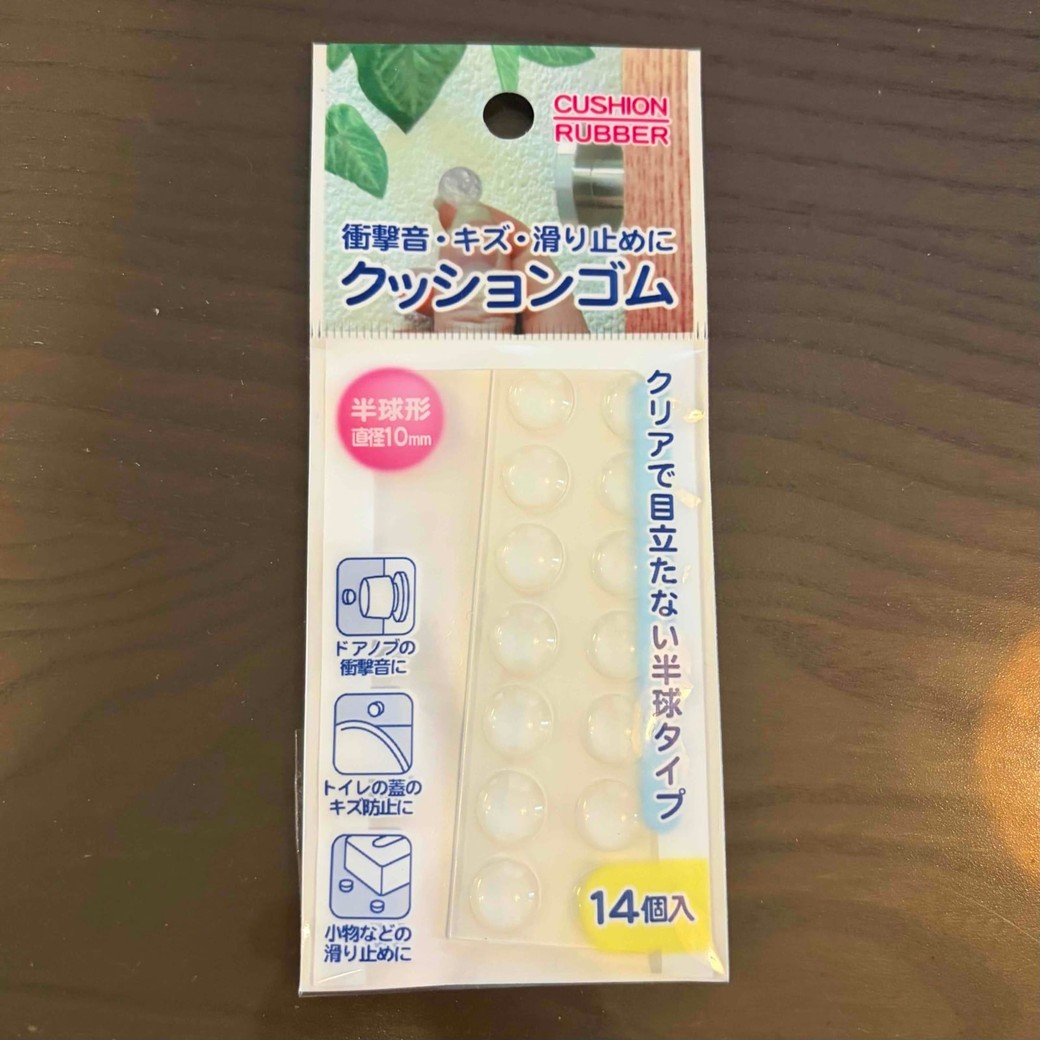 CUSHION
RUBBER
衝撃音・キズ・滑り止めに
クッションゴム
半球形
直径10mm
クリアで目立たない半球タイプ
ドアノブの
衝撃音に
トイレの蓋の
キズ防止に
小物などの
滑り止めに
14個入